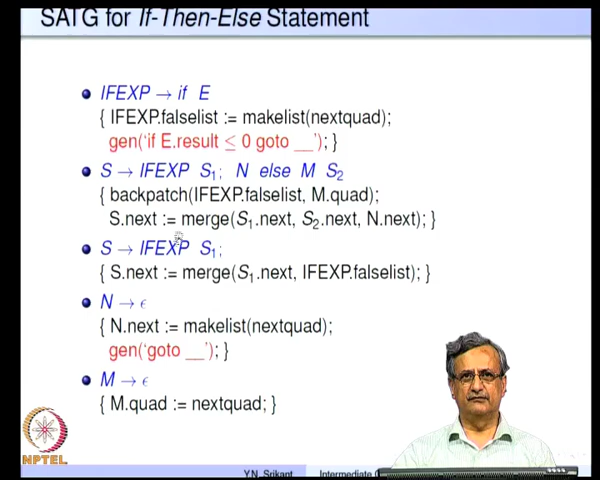 SATG for If-Then-Else Statement
IFEXP → if E
{ IFEXP.falselist := makelist(nextquad);
gen(‘if E.result ≤ 0 goto __’); }
S → IFEXP S₁; N else M S₂
{ backpatch(IFEXP.falselist, M.quad);
S.next := merge(S₁.next, S₂.next, N.next); }
S → IFEXP S₁;
{ S.next := merge(S₁.next, IFEXP.falselist); }
N → ϵ
{ N.next := makelist(nextquad);
gen(‘goto __’); }
M → ϵ
{ M.quad := nextquad; }
NPTEL
Y.N. Srikant
Intermediate